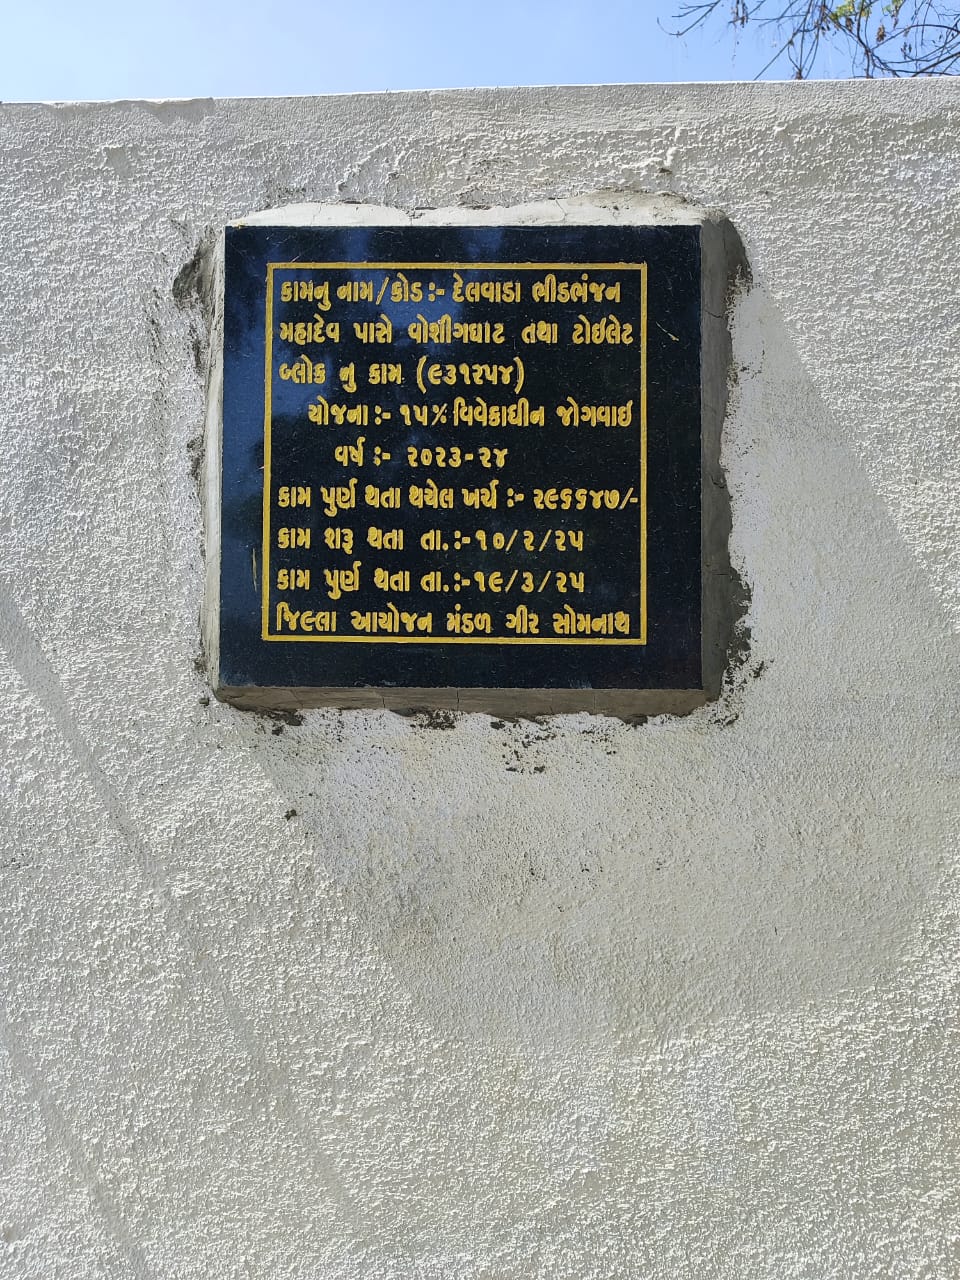 કામનુ નામ/કોડ:- દેલવાડા ભીડભંજન
મહાદેવ પાસે વોશીગઘાટ તથા ટોઈલેટ
બ્લોક નુ કામ (૯૩૧૨૫૪)
યોજના:- ૧૫% વિવેકાધીન જોગવાઈ
વર્ષ:- ૨૦૨૩-૨૪
કામ પુર્ણ થતા થયેલ ખર્ચ:- ૨૯૬૬૪૭/-
કામ શરૂ થતા તા.:-૧૦/૨/૨૫
કામ પુર્ણ થતા તા.:-૧૯/૩/૨૫
જિલ્લા આયોજન મંડળ ગીર સોમનાથ